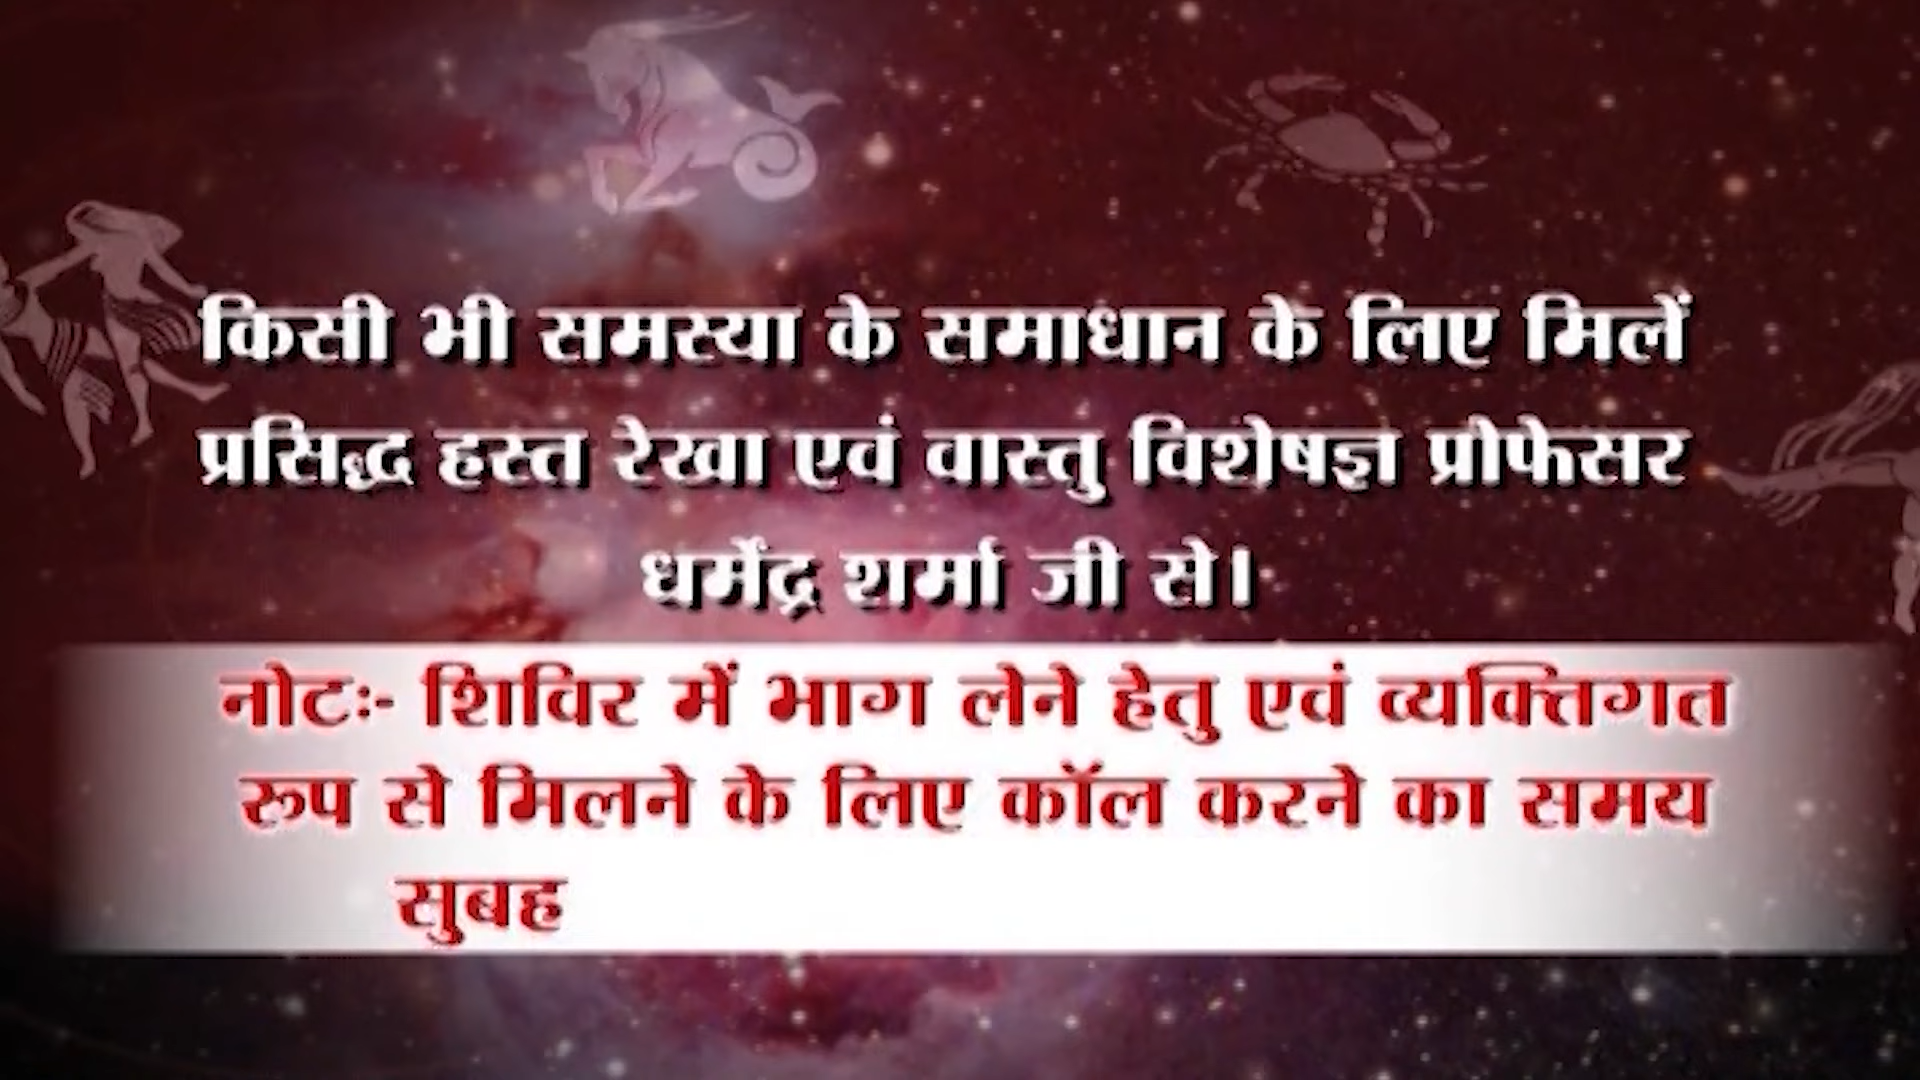 किसी भी समस्या के समाधान के लिए मिलें
प्रसिद्ध हस्त रेखा एवं वास्तु विशेषज्ञ प्रोफेसर
धर्मेंद्र शर्मा जी से।
नोटः- शिविर में भाग लेने हेतु एवं व्यक्तिगत
रूप से मिलने के लिए कॉल करने का समय
सुबह